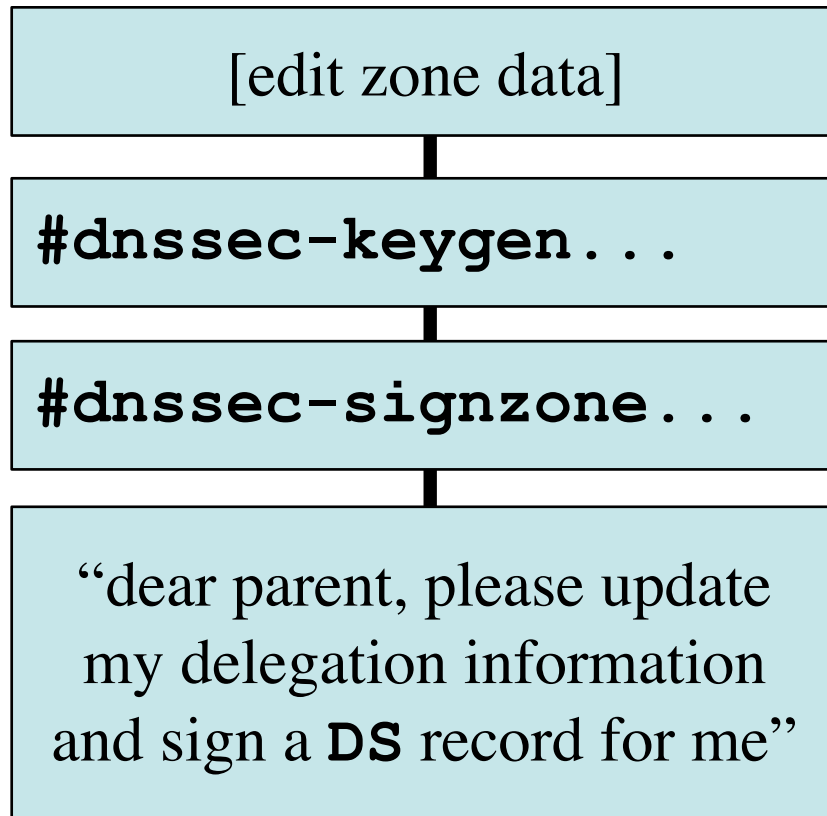 [edit zone data]
#dnssec-keygen...
#dnssec-signzone...
“dear parent, please update
my delegation information
and sign a DS record for me”